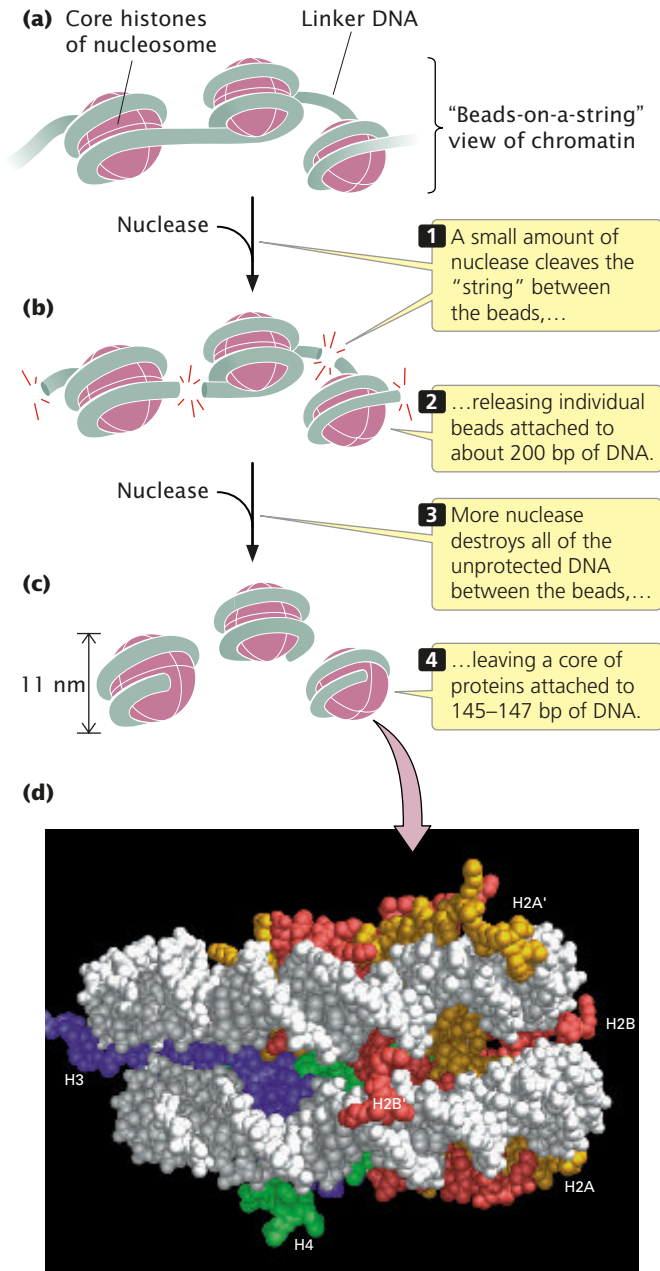 (a) Core histones
of nucleosome
Linker DNA
“Beads-on-a-string”
view of chromatin
Nuclease
1 A small amount of
nuclease cleaves the
“string” between
the beads,…
(b)
2 …releasing individual
beads attached to
about 200 bp of DNA.
Nuclease
3 More nuclease
destroys all of the
unprotected DNA
between the beads,…
(c)
11 nm
4 …leaving a core of
proteins attached to
145–147 bp of DNA.
(d)
H2A'
H2B
H3
H2B'
H2A
H4